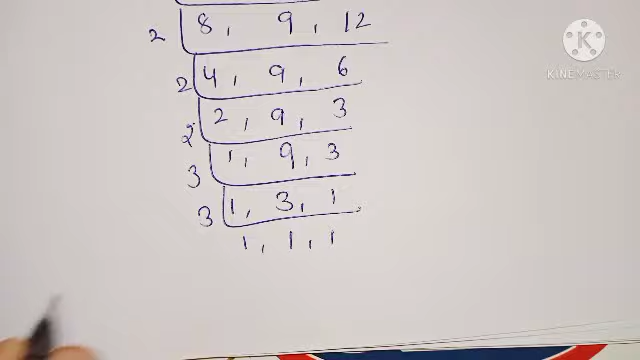 2 8, 9, 12
2 4, 9, 6
2 2, 9, 3
3 1, 9, 3
3 1, 3, 1
1, 1, 1
KINEMASTER